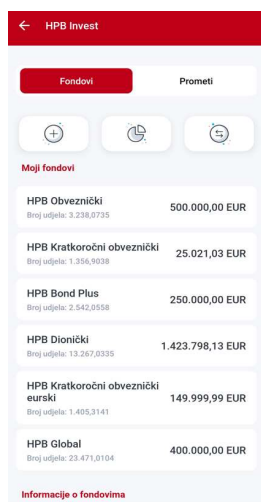 HPB Invest
Fondovi
Prometi
Moji fondovi
HPB Obveznički
500.000,00 EUR
Broj udjela: 3.238,0735
HPB Kratkoročni obveznički
25.021,03 EUR
Broj udjela: 1.356,9038
HPB Bond Plus
250.000,00 EUR
Broj udjela: 2.542,0558
HPB Dionički
1.423.798,13 EUR
Broj udjela: 13.267,0335
HPB Kratkoročni obveznički
eurski
149.999,99 EUR
Broj udjela: 1.405,3141
HPB Global
400.000,00 EUR
Broj udjela: 23.471,0104
Informacije o fondovima